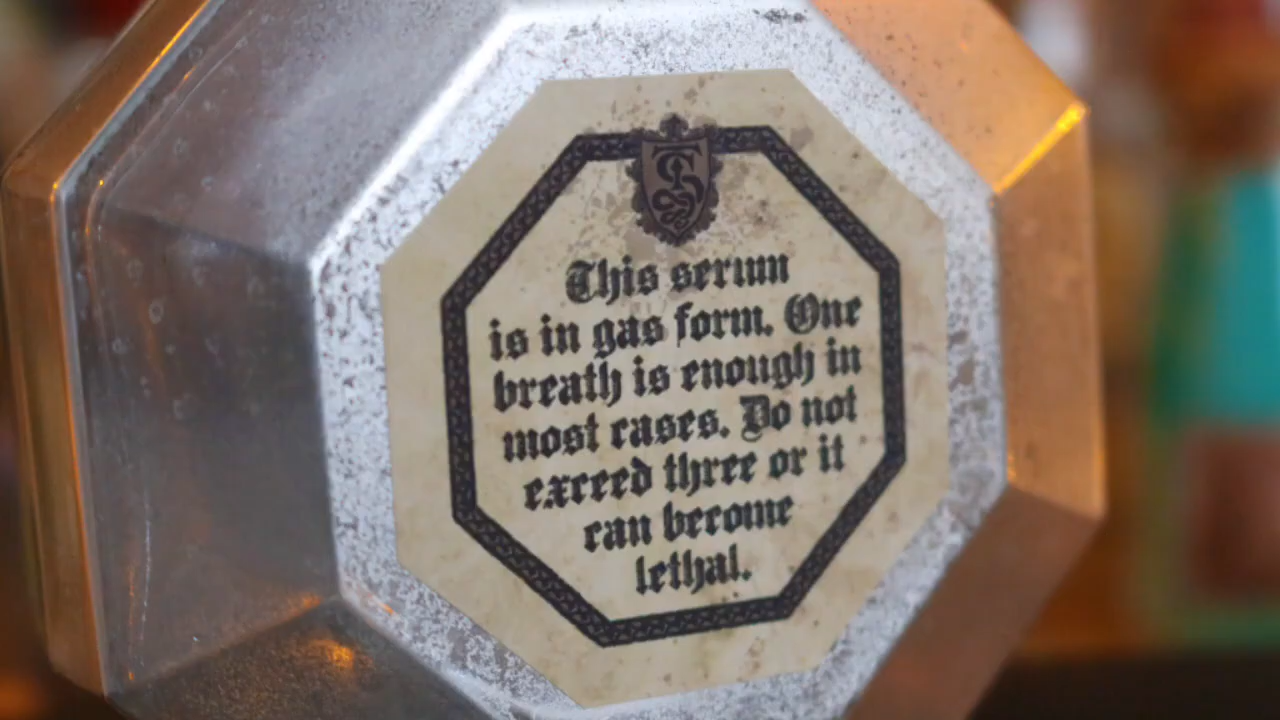 This serum
is in gas form. One
breath is enough in
most cases. Do not
exceed three or it
can become
lethal.